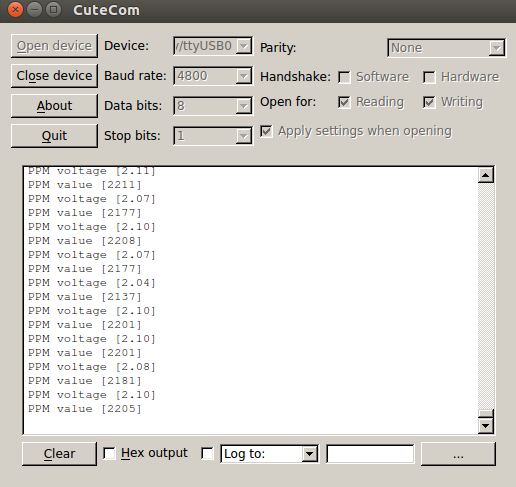 CuteCom
Open device
Device:
/ttyUSB0
Parity:
None
Close device
Baud rate:
4800
Handshake:
Software
Hardware
About
Data bits:
8
Open for:
Reading
Writing
Quit
Stop bits:
1
Apply settings when opening
PPM voltage [2.11]
PPM value [2211]
PPM voltage [2.07]
PPM value [2177]
PPM voltage [2.10]
PPM value [2208]
PPM voltage [2.07]
PPM value [2177]
PPM voltage [2.04]
PPM value [2137]
PPM voltage [2.10]
PPM value [2201]
PPM voltage [2.10]
PPM value [2201]
PPM voltage [2.08]
PPM value [2181]
PPM voltage [2.10]
PPM value [2205]
Clear
Hex output
Log to:
...